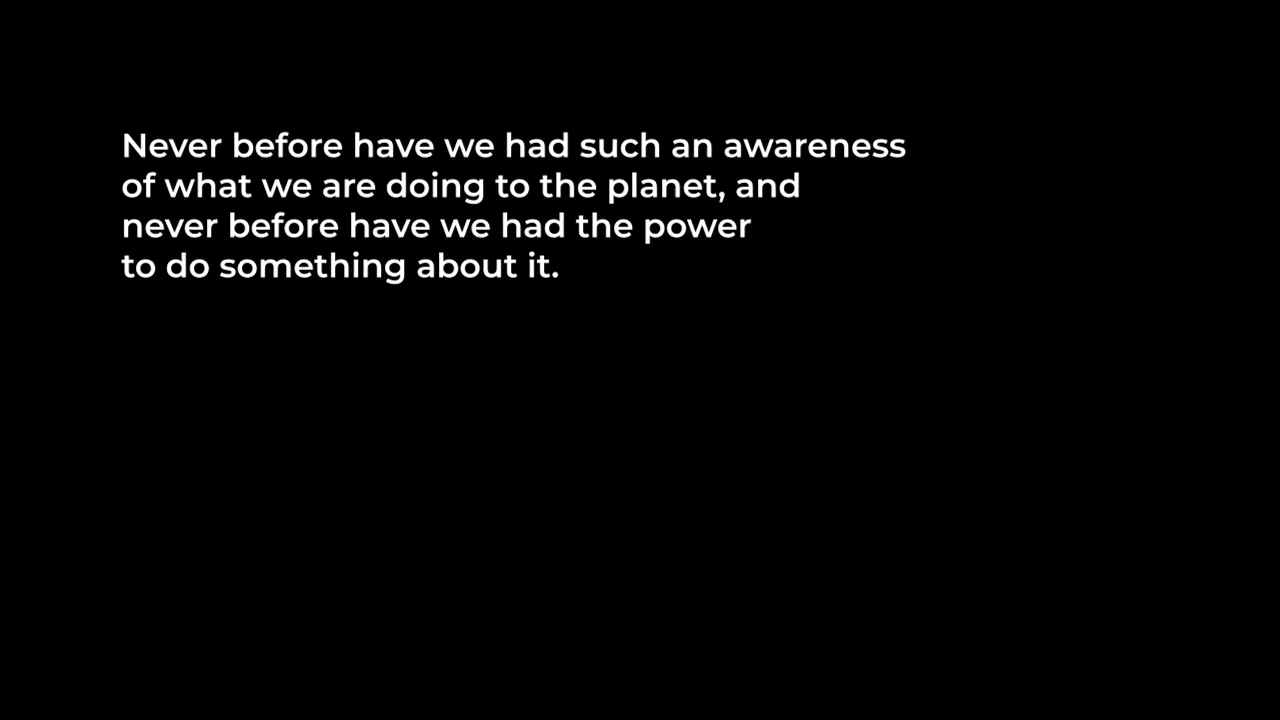 Never before have we had such an awareness
of what we are doing to the planet, and
never before have we had the power
to do something about it.